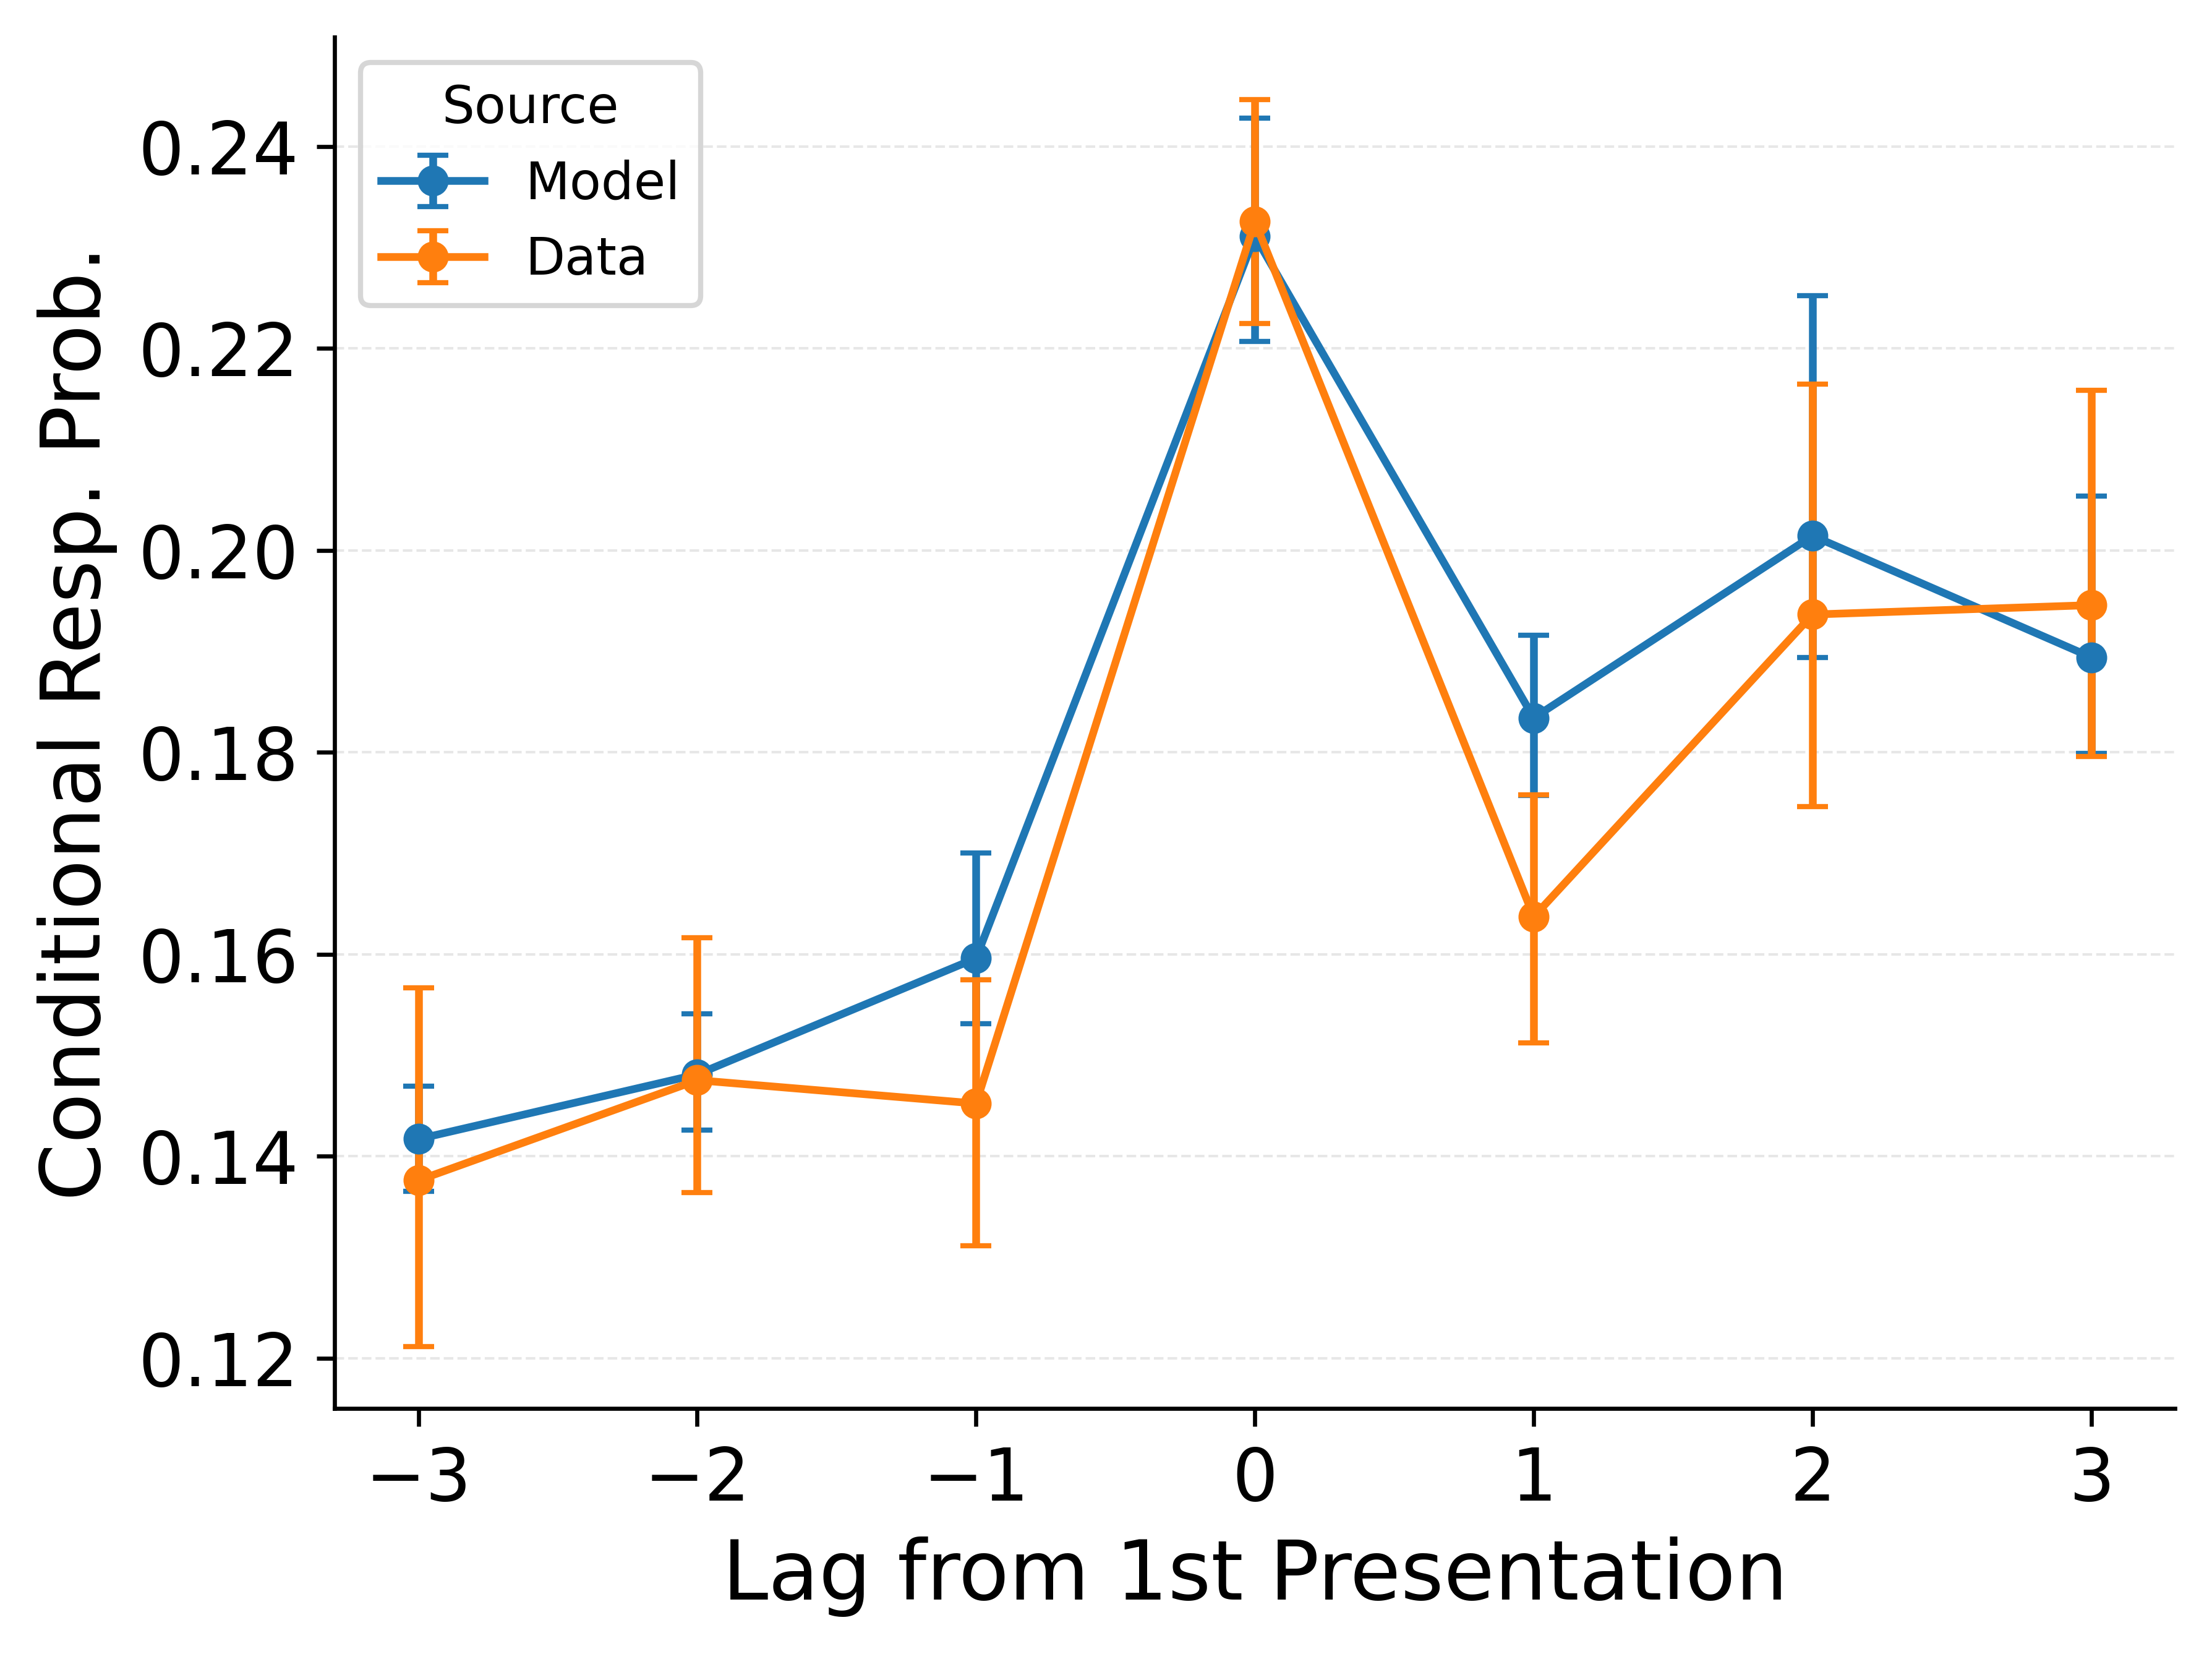 Source
Model
Data
Conditional Resp. Prob.
0.24
0.22
0.20
0.18
0.16
0.14
0.12
−3 −2 −1 0 1 2 3
Lag from 1st Presentation